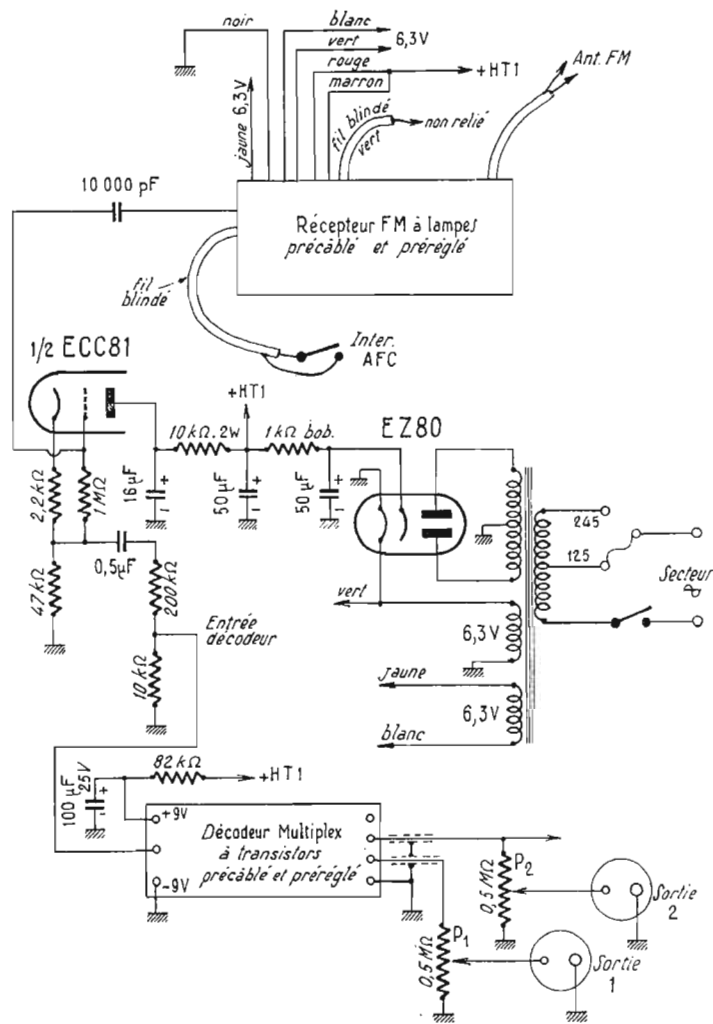 noir
blanc
vert
6,3V
rouge
+HT1
marron
Ant. FM
jaune 6,3V
fil blindé
vert
non relié
10 000 pF
Récepteur FM à lampes
précâblé et préréglé
fil
blindé
Inter.
AFC
1/2 ECC81
+HT1
EZ80
10kΩ.2w
1kΩ bob.
2,2kΩ
1MΩ
16µF
+
-
50µF
+
-
50µF
+
-
245
125
Secteur
0,5µF
47kΩ
200kΩ
vert
Entrée
décodeur
6,3V
10kΩ
jaune
6,3V
blanc
82kΩ
+HT1
100µF
25V
+
-
+9V
Décodeur Multiplex
à transistors
précâblé et préréglé
-9V
P2
0,5MΩ
Sortie
2
P1
0,5MΩ
Sortie
1